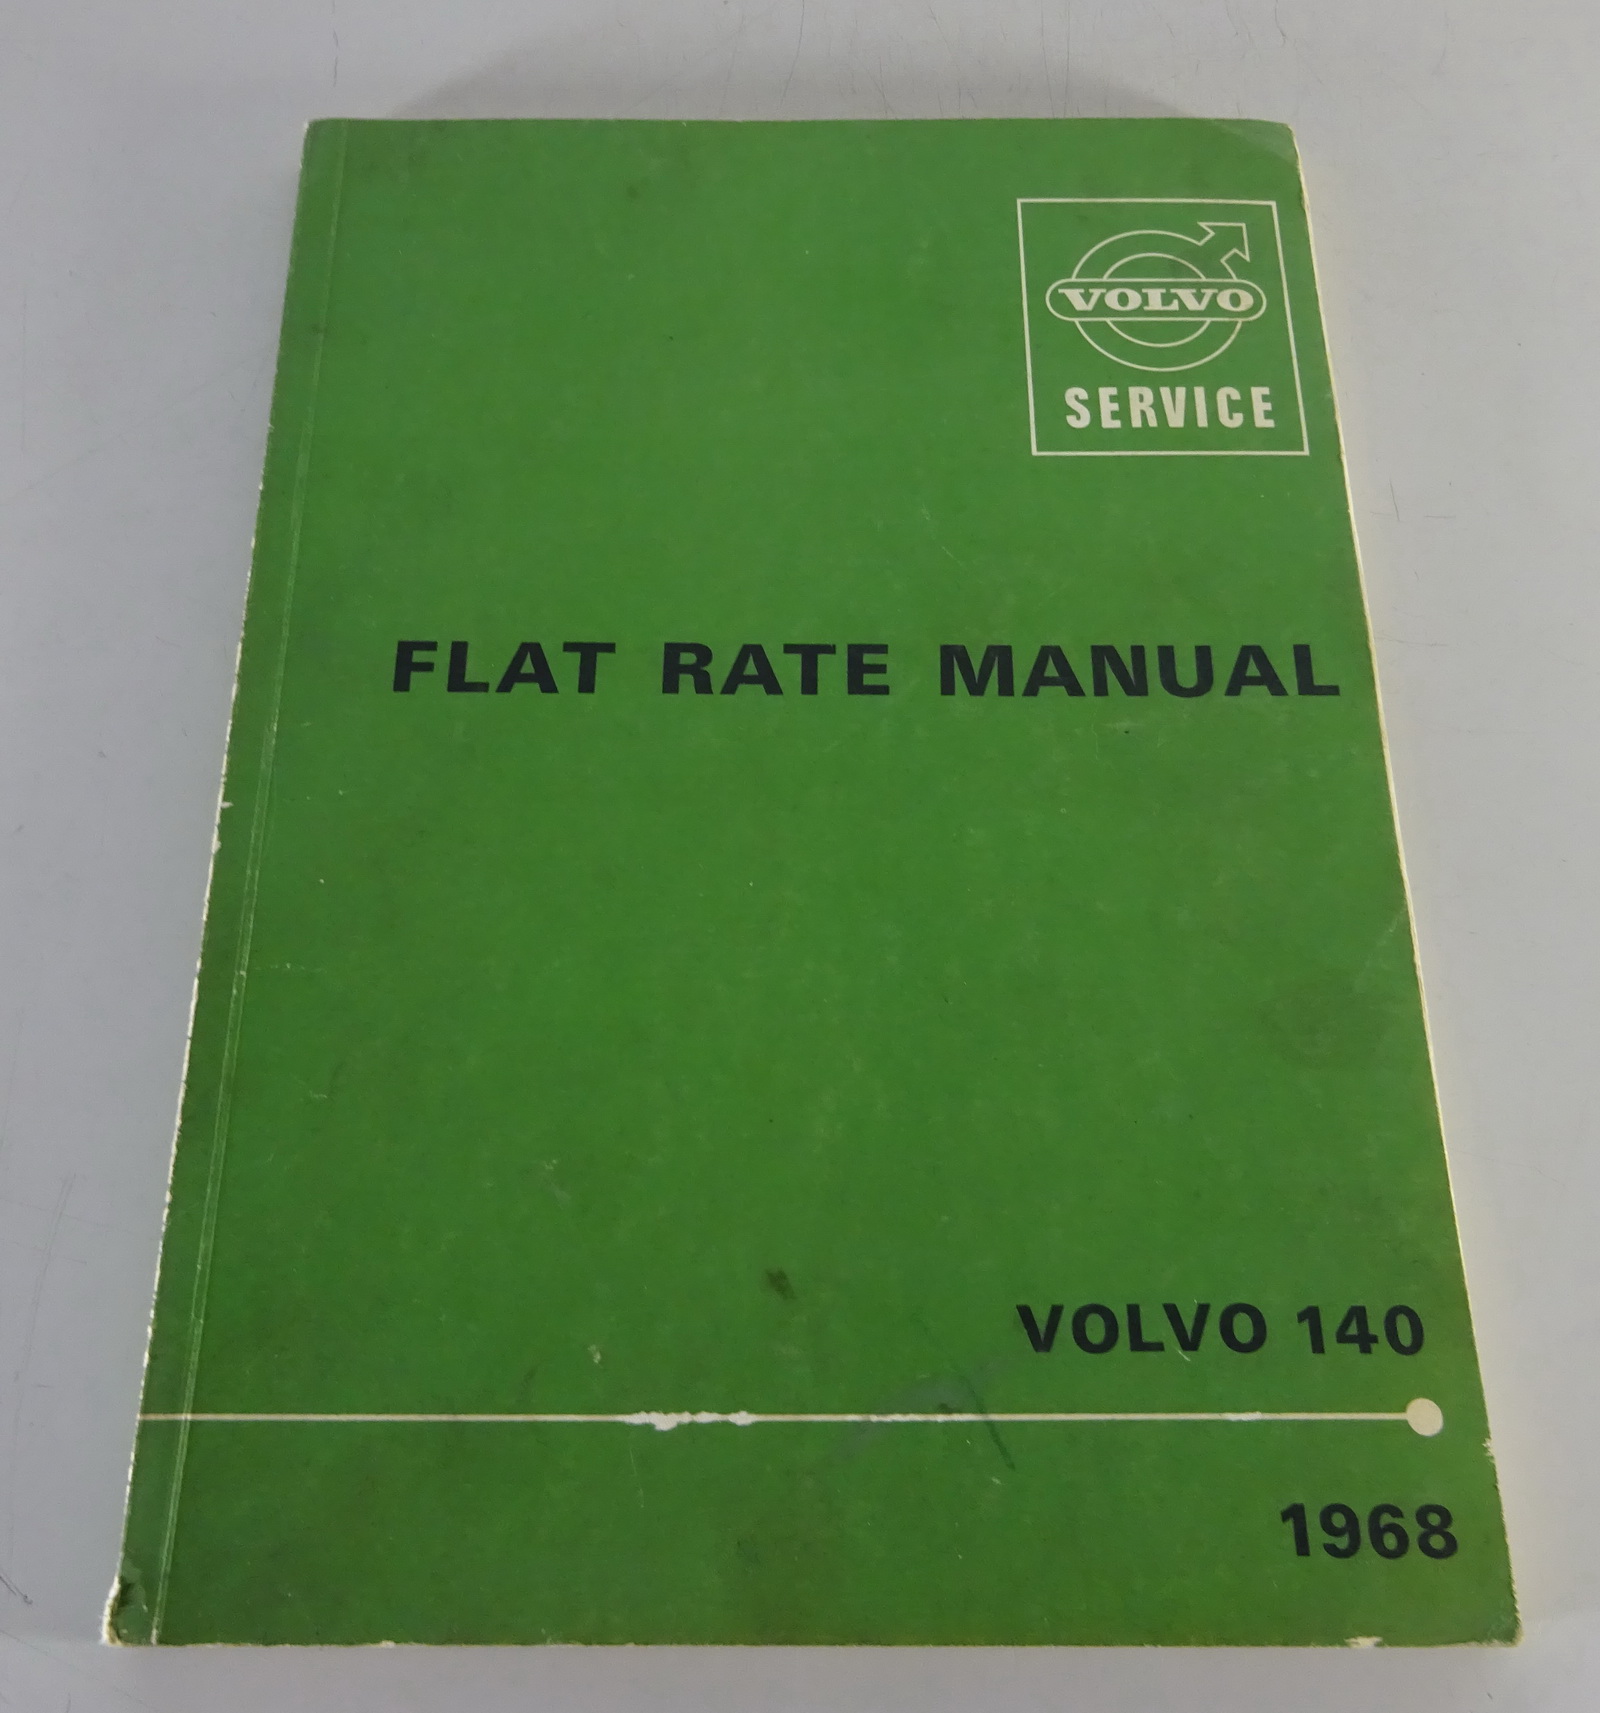 VOLVO
SERVICE
FLAT RATE MANUAL
VOLVO 140
1968